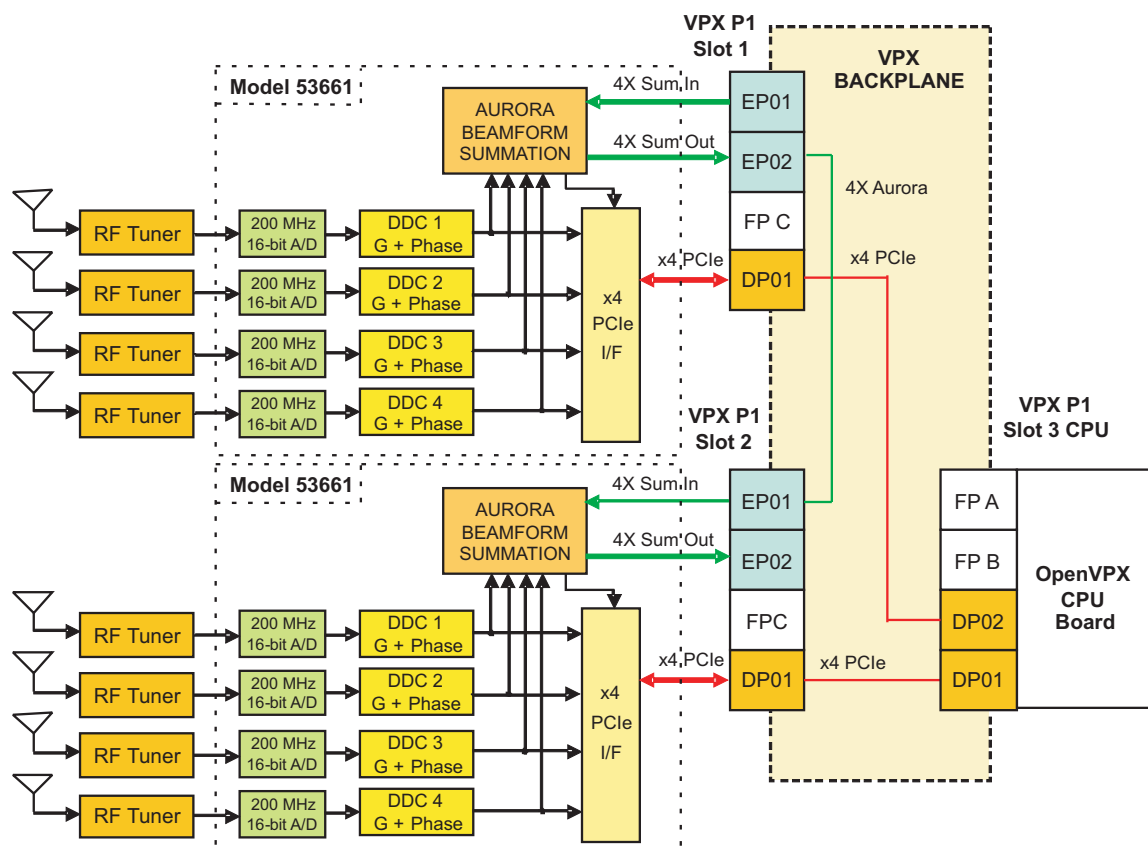 VPX P1
Slot 1
VPX
BACKPLANE
Model 53661
AURORA
BEAMFORM
SUMMATION
4X Sum In
EP01
4X Sum Out
EP02
4X Aurora
FP C
RF Tuner
200 MHz
16-bit A/D
DDC 1
G + Phase
x4 PCIe
DP01
x4 PCIe
RF Tuner
200 MHz
16-bit A/D
DDC 2
G + Phase
x4
PCIe
I/F
RF Tuner
200 MHz
16-bit A/D
DDC 3
G + Phase
RF Tuner
200 MHz
16-bit A/D
DDC 4
G + Phase
VPX P1
Slot 2
VPX P1
Slot 3 CPU
Model 53661
AURORA
BEAMFORM
SUMMATION
4X Sum In
EP01
4X Sum Out
EP02
FP A
FP B
OpenVPX
CPU
Board
RF Tuner
200 MHz
16-bit A/D
DDC 1
G + Phase
FPC
DP02
RF Tuner
200 MHz
16-bit A/D
DDC 2
G + Phase
x4
PCIe
I/F
x4 PCIe
DP01
x4 PCIe
DP01
RF Tuner
200 MHz
16-bit A/D
DDC 3
G + Phase
RF Tuner
200 MHz
16-bit A/D
DDC 4
G + Phase